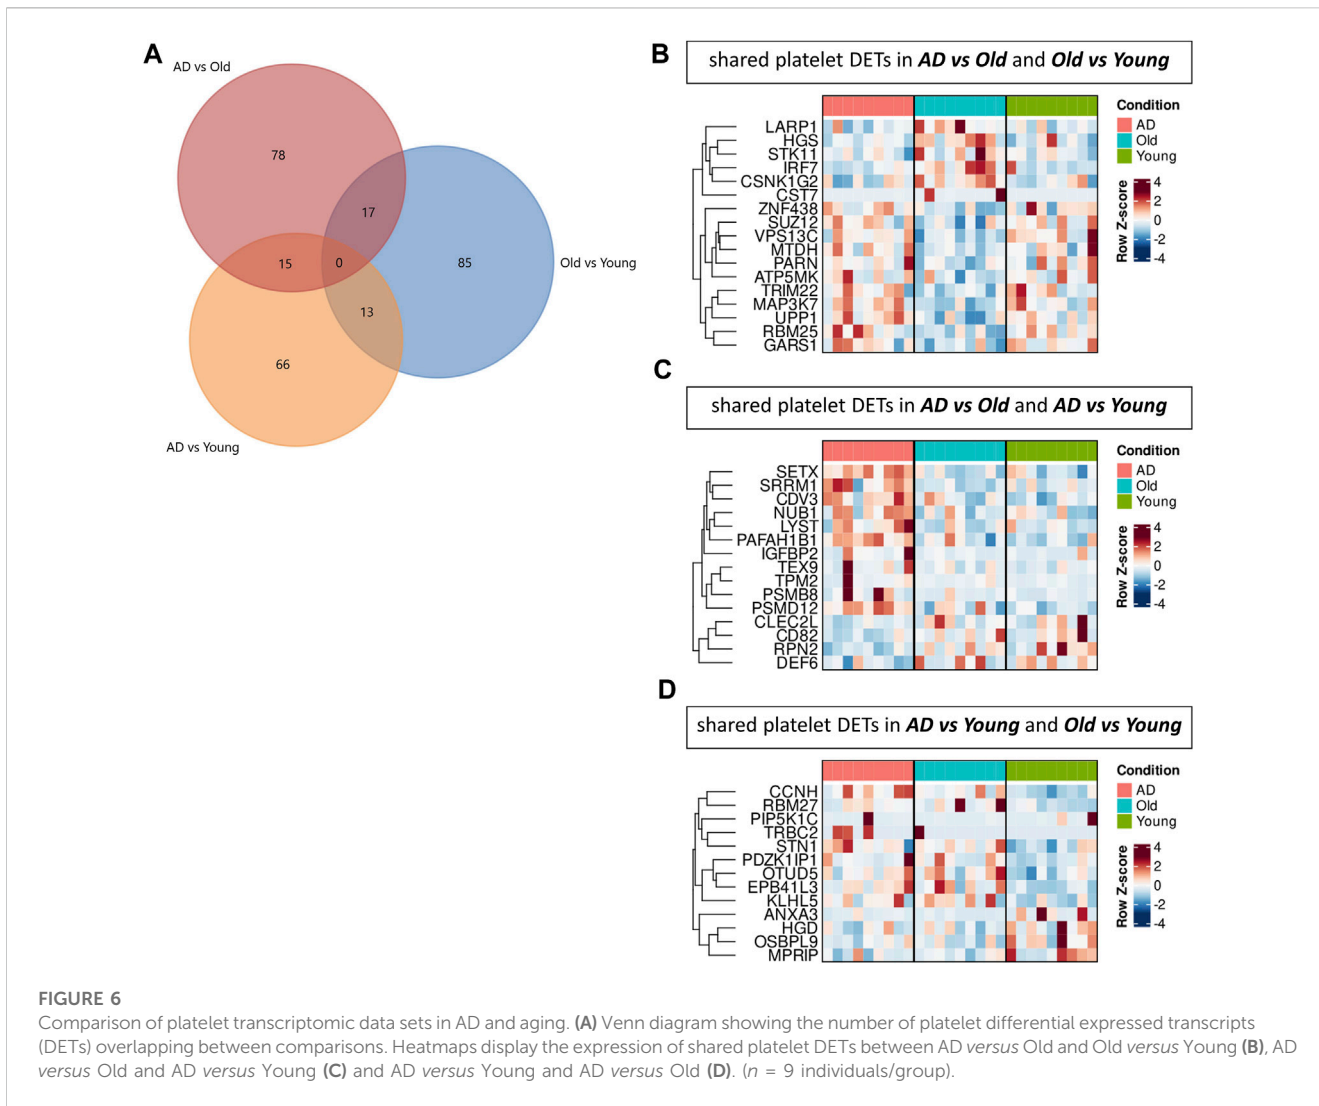 A
AD vs Old
78
17
15
0
85
Old vs Young
13
66
AD vs Young
B
shared platelet DETs in AD vs Old and Old vs Young
LARP1
HGS
STK11
IRF7
CSNK1G2
CST7
ZNF438
SUZ12
VPS13C
MTDH
PARN
ATP5MK
TRIM22
MAP3K7
UPP1
RBM25
GARS1
Condition
AD
Old
Young
Row Z-score
4
2
0
-2
-4
C
shared platelet DETs in AD vs Old and AD vs Young
SETX
SRRM1
CDV3
NUB1
LYST
PAFAH1B1
IGFBP2
TEX9
TPM2
PSMB8
PSMD12
CLEC2L
CD82
RPN2
DEF6
Condition
AD
Old
Young
Row Z-score
4
2
0
-2
-4
D
shared platelet DETs in AD vs Young and Old vs Young
CCNH
RBM27
PIP5K1C
TRBC2
STN1
PDZK1IP1
OTUD5
EPB41L3
KLHL5
ANXA3
HGD
OSBPL9
MPRIP
Condition
AD
Old
Young
Row Z-score
4
2
0
-2
-4
FIGURE 6
Comparison of platelet transcriptomic data sets in AD and aging. (A) Venn diagram showing the number of platelet differential expressed transcripts
(DETs) overlapping between comparisons. Heatmaps display the expression of shared platelet DETs between AD versus Old and Old versus Young (B), AD
versus Old and AD versus Young (C) and AD versus Young and AD versus Old (D). (n = 9 individuals/group).